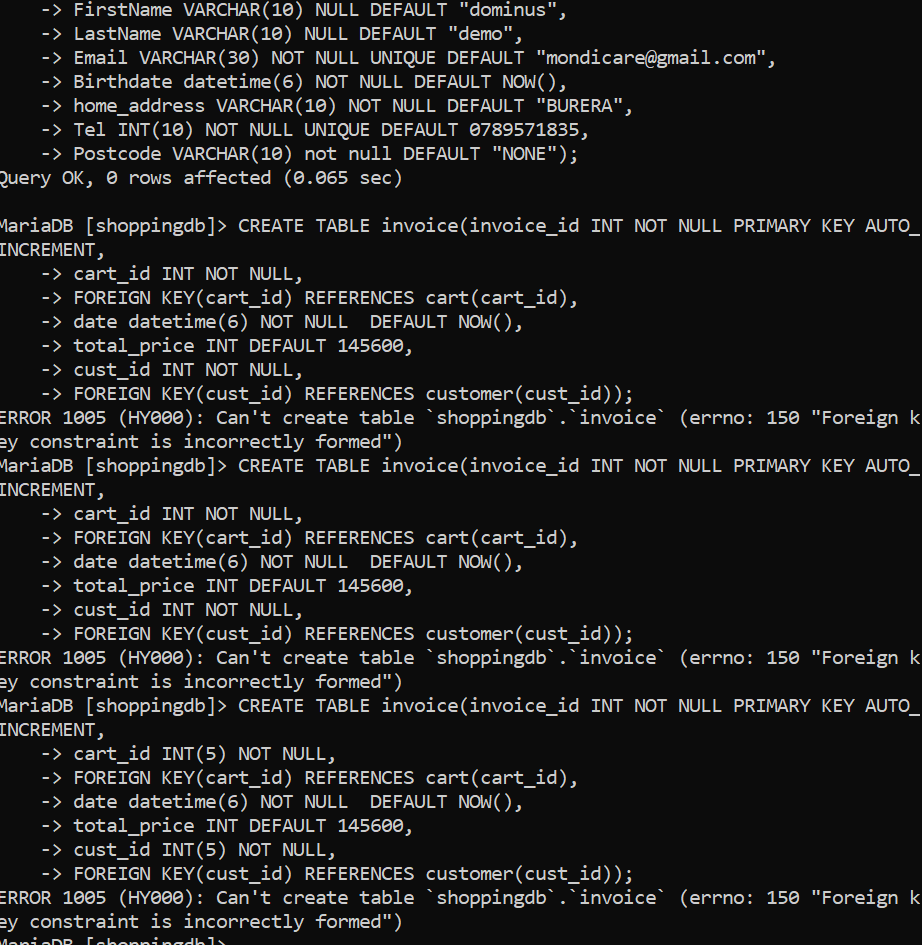 -> FirstName VARCHAR(10) NULL DEFAULT "dominus",
-> LastName VARCHAR(10) NULL DEFAULT "demo",
-> Email VARCHAR(30) NOT NULL UNIQUE DEFAULT "mondicare@gmail.com",
-> Birthdate datetime(6) NOT NULL DEFAULT NOW(),
-> home_address VARCHAR(10) NOT NULL DEFAULT "BURERA",
-> Tel INT(10) NOT NULL UNIQUE DEFAULT 0789571835,
-> Postcode VARCHAR(10) not null DEFAULT "NONE");
Query OK, 0 rows affected (0.065 sec)
MariaDB [shoppingdb]> CREATE TABLE invoice(invoice_id INT NOT NULL PRIMARY KEY AUTO_
INCREMENT,
-> cart_id INT NOT NULL,
-> FOREIGN KEY(cart_id) REFERENCES cart(cart_id),
-> date datetime(6) NOT NULL  DEFAULT NOW(),
-> total_price INT DEFAULT 145600,
-> cust_id INT NOT NULL,
-> FOREIGN KEY(cust_id) REFERENCES customer(cust_id));
ERROR 1005 (HY000): Can't create table `shoppingdb`.`invoice` (errno: 150 "Foreign k
ey constraint is incorrectly formed")
MariaDB [shoppingdb]> CREATE TABLE invoice(invoice_id INT NOT NULL PRIMARY KEY AUTO_
INCREMENT,
-> cart_id INT NOT NULL,
-> FOREIGN KEY(cart_id) REFERENCES cart(cart_id),
-> date datetime(6) NOT NULL  DEFAULT NOW(),
-> total_price INT DEFAULT 145600,
-> cust_id INT NOT NULL,
-> FOREIGN KEY(cust_id) REFERENCES customer(cust_id));
ERROR 1005 (HY000): Can't create table `shoppingdb`.`invoice` (errno: 150 "Foreign k
ey constraint is incorrectly formed")
MariaDB [shoppingdb]> CREATE TABLE invoice(invoice_id INT NOT NULL PRIMARY KEY AUTO_
INCREMENT,
-> cart_id INT(5) NOT NULL,
-> FOREIGN KEY(cart_id) REFERENCES cart(cart_id),
-> date datetime(6) NOT NULL  DEFAULT NOW(),
-> total_price INT DEFAULT 145600,
-> cust_id INT(5) NOT NULL,
-> FOREIGN KEY(cust_id) REFERENCES customer(cust_id));
ERROR 1005 (HY000): Can't create table `shoppingdb`.`invoice` (errno: 150 "Foreign k
ey constraint is incorrectly formed")
MariaDB [shoppingdb]>